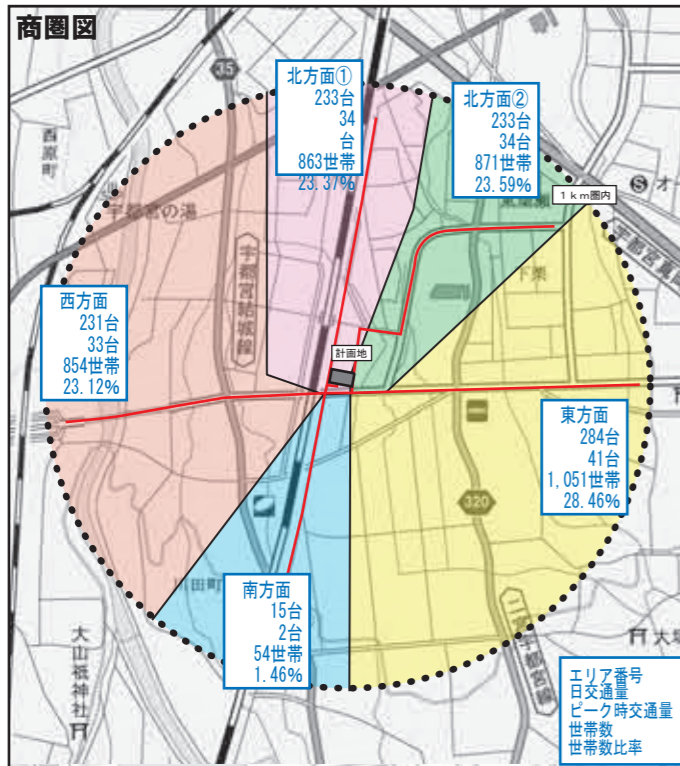 商圏図
北方面①
233台
34
台
863世帯
23.37%
北方面②
233台
34台
871世帯
23.59%
1km圏内
35
西原町
宇都宮の湯
宇都宮結城線
下栗
西方面
231台
33台
854世帯
23.12%
計画地
東方面
284台
41台
1,051世帯
28.46%
320
南方面
15台
2台
54世帯
1.46%
大山祇神社
エリア番号
日交通量
ピーク時交通量
世帯数
世帯数比率